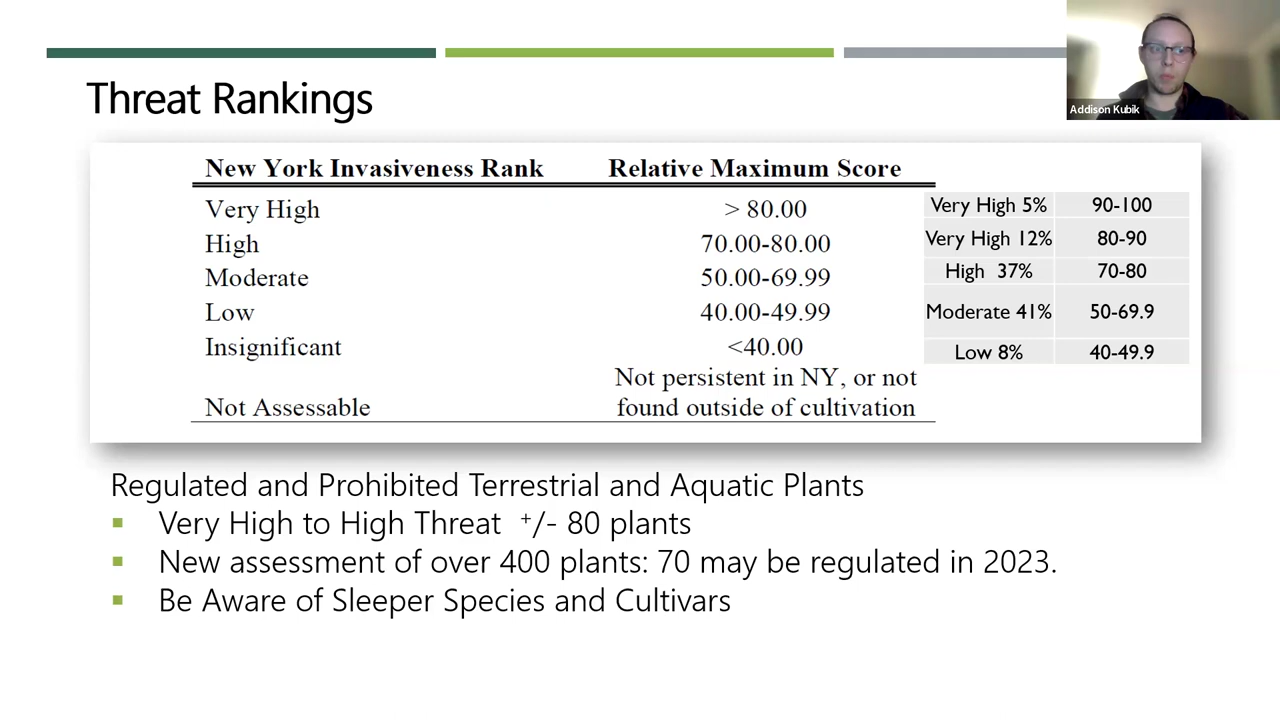 Threat Rankings
Addison Kubik
New York Invasiveness Rank Relative Maximum Score
Very High > 80.00 Very High 5% 90-100
High 70.00-80.00 Very High 12% 80-90
Moderate 50.00-69.99 High 37% 70-80
Low 40.00-49.99 Moderate 41% 50-69.9
Insignificant <40.00 Low 8% 40-49.9
Not persistent in NY, or not
Not Assessable found outside of cultivation
Regulated and Prohibited Terrestrial and Aquatic Plants
▪ Very High to High Threat +/- 80 plants
▪ New assessment of over 400 plants: 70 may be regulated in 2023.
▪ Be Aware of Sleeper Species and Cultivars